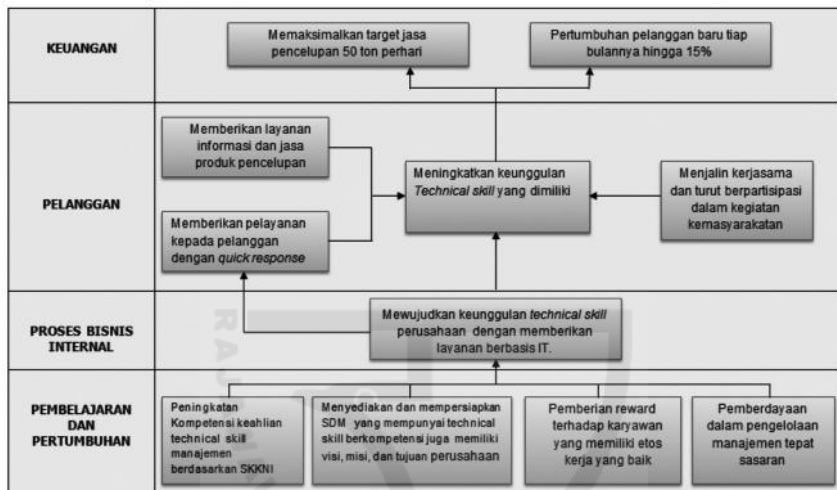 KEUANGAN
Memaksimalkan target jasa
pencelupan 50 ton perhari
Pertumbuhan pelanggan baru tiap
bulannya hingga 15%
PELANGGAN
Memberikan layanan
informasi dan jasa
produk pencelupan
Meningkatkan keunggulan
Technical skill yang dimiliki
Menjalin kerjasama
dan turut berpartisipasi
dalam kegiatan
kemasyarakatan
Memberikan pelayanan
kepada pelanggan
dengan quick response
PROSES BISNIS
INTERNAL
Mewujudkan keunggulan technical skill
perusahaan dengan memberikan
layanan berbasis IT.
PEMBELAJARAN
DAN
PERTUMBUHAN
Peningkatan
Kompetensi keahlian
technical skill
manajemen
berdasarkan SKKNI
Menyediakan dan mempersiapkan
SDM yang mempunyai technical
skill berkompetensi juga memiliki
visi, misi, dan tujuan perusahaan
Pemberian reward
terhadap karyawan
yang memiliki etos
kerja yang baik
Pemberdayaan
dalam pengelolaan
manajemen tepat
sasaran